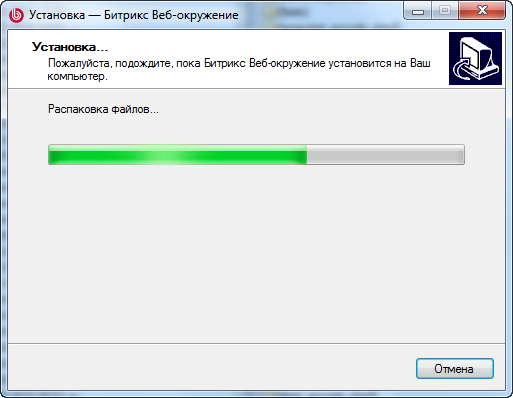 Установка — Битрикс Веб-окружение
Установка...
Пожалуйста, подождите, пока Битрикс Веб-окружение установится на Ваш
компьютер.
Распаковка файлов...
Отмена